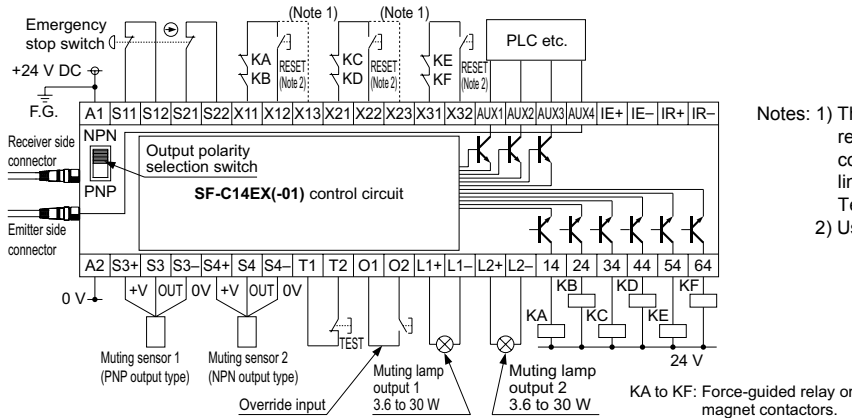 (Note 1) (Note 1)
Emergency
stop switch
PLC etc.
+24 V DC
KA KC KE
KB KD KF
RESET RESET RESET
(Note 2) (Note 2) (Note 2)
F.G.
A1 S11 S12 S21 S22 X11 X12 X13 X21 X22 X23 X31 X32 AUX1 AUX2 AUX3 AUX4 IE+ IE– IR+ IR–
Notes: 1) Th
re
co
lin
Te
2) Us
NPN
Receiver side
connector
Output polarity
selection switch
PNP
SF-C14EX(-01) control circuit
Emitter side
connector
A2 S3+ S3 S3– S4+ S4 S4– T1 T2 O1 O2 L1+ L1– L2+ L2– 14 24 34 44 54 64
0 V
+V OUT 0V +V OUT 0V
KB KD KF
KA KC KE
TEST
24 V
Muting sensor 1
(PNP output type)
Muting sensor 2
(NPN output type)
Override input
Muting lamp
output 1
3.6 to 30 W
Muting lamp
output 2
3.6 to 30 W
KA to KF: Force-guided relay or
magnet contactors.